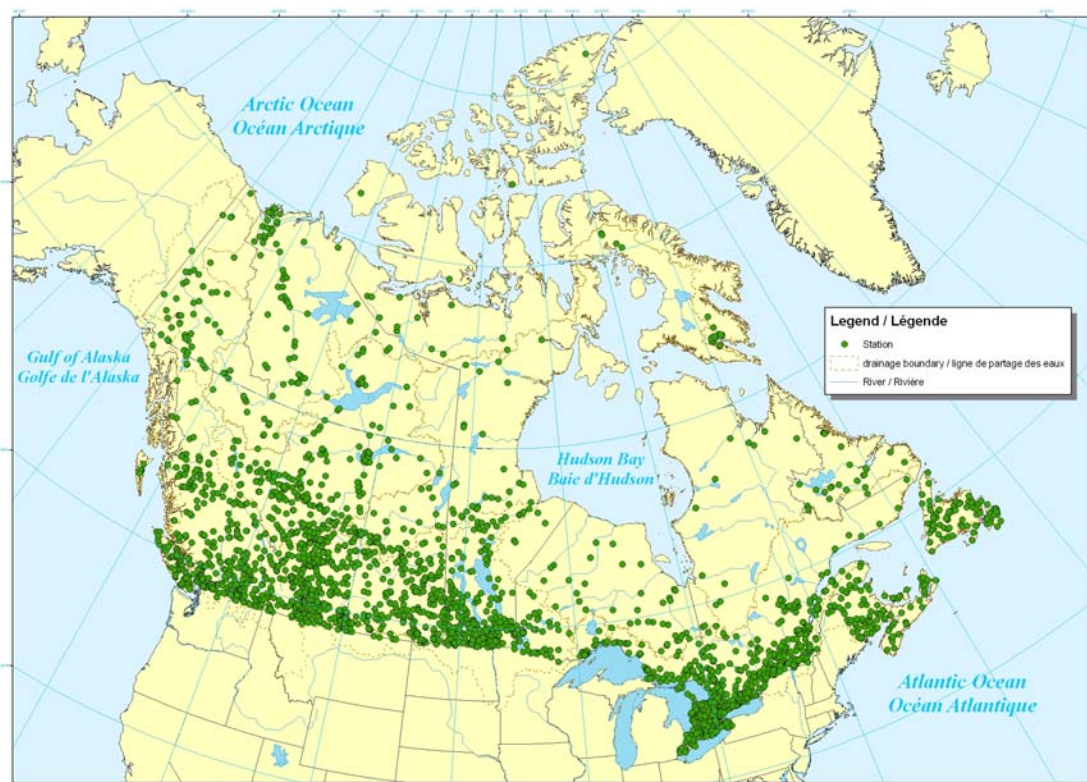 Arctic Ocean
Océan Arctique
Gulf of Alaska
Golfe de l'Alaska
Hudson Bay
Baie d'Hudson
Legend / Légende
Station
drainage boundary / ligne de partage des eaux
River / Rivière
Atlantic Ocean
Océan Atlantique